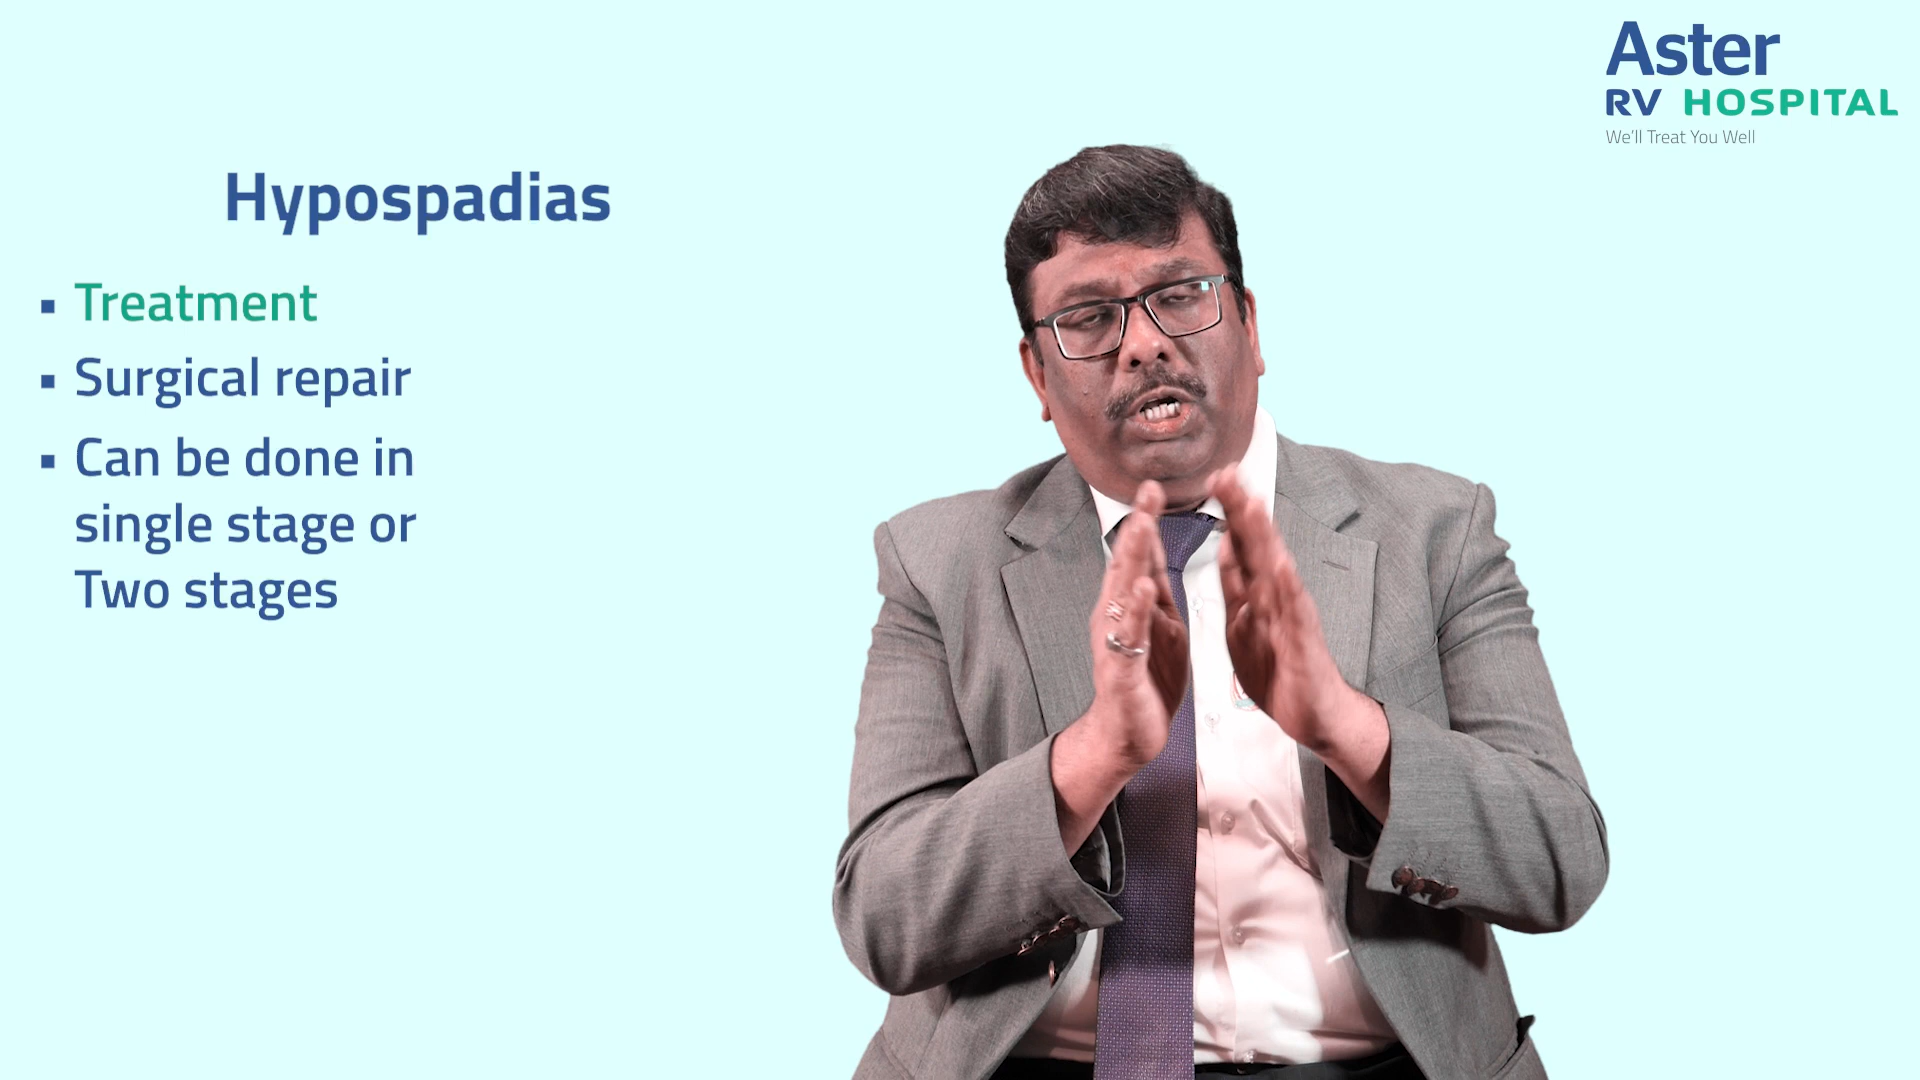 Aster
RV HOSPITAL
We'll Treat You Well
Hypospadias
▪ Treatment
▪ Surgical repair
▪ Can be done in
single stage or
Two stages